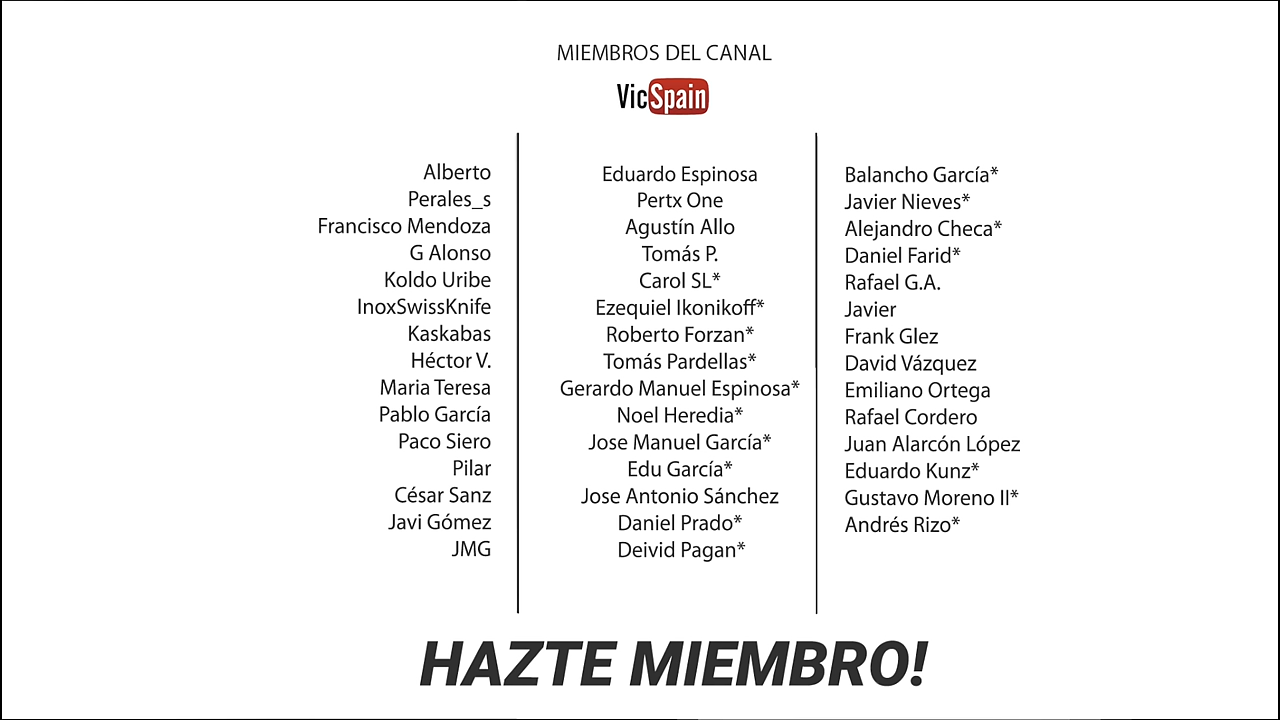 MIEMBROS DEL CANAL
VicSpain
Alberto
Perales_s
Francisco Mendoza
G Alonso
Koldo Uribe
InoxSwissKnife
Kaskabas
Héctor V.
Maria Teresa
Pablo García
Paco Siero
Pilar
César Sanz
Javi Gómez
JMG
Eduardo Espinosa
Pertx One
Agustín Allo
Tomás P.
Carol SL*
Ezequiel Ikonikoff*
Roberto Forzan*
Tomás Pardellas*
Gerardo Manuel Espinosa*
Noel Heredia*
Jose Manuel García*
Edu García*
Jose Antonio Sánchez
Daniel Prado*
Deivid Pagan*
Balancho García*
Javier Nieves*
Alejandro Checa*
Daniel Farid*
Rafael G.A.
Javier
Frank Glez
David Vázquez
Emiliano Ortega
Rafael Cordero
Juan Alarcón López
Eduardo Kunz*
Gustavo Moreno II*
Andrés Rizo*
HAZTE MIEMBRO!